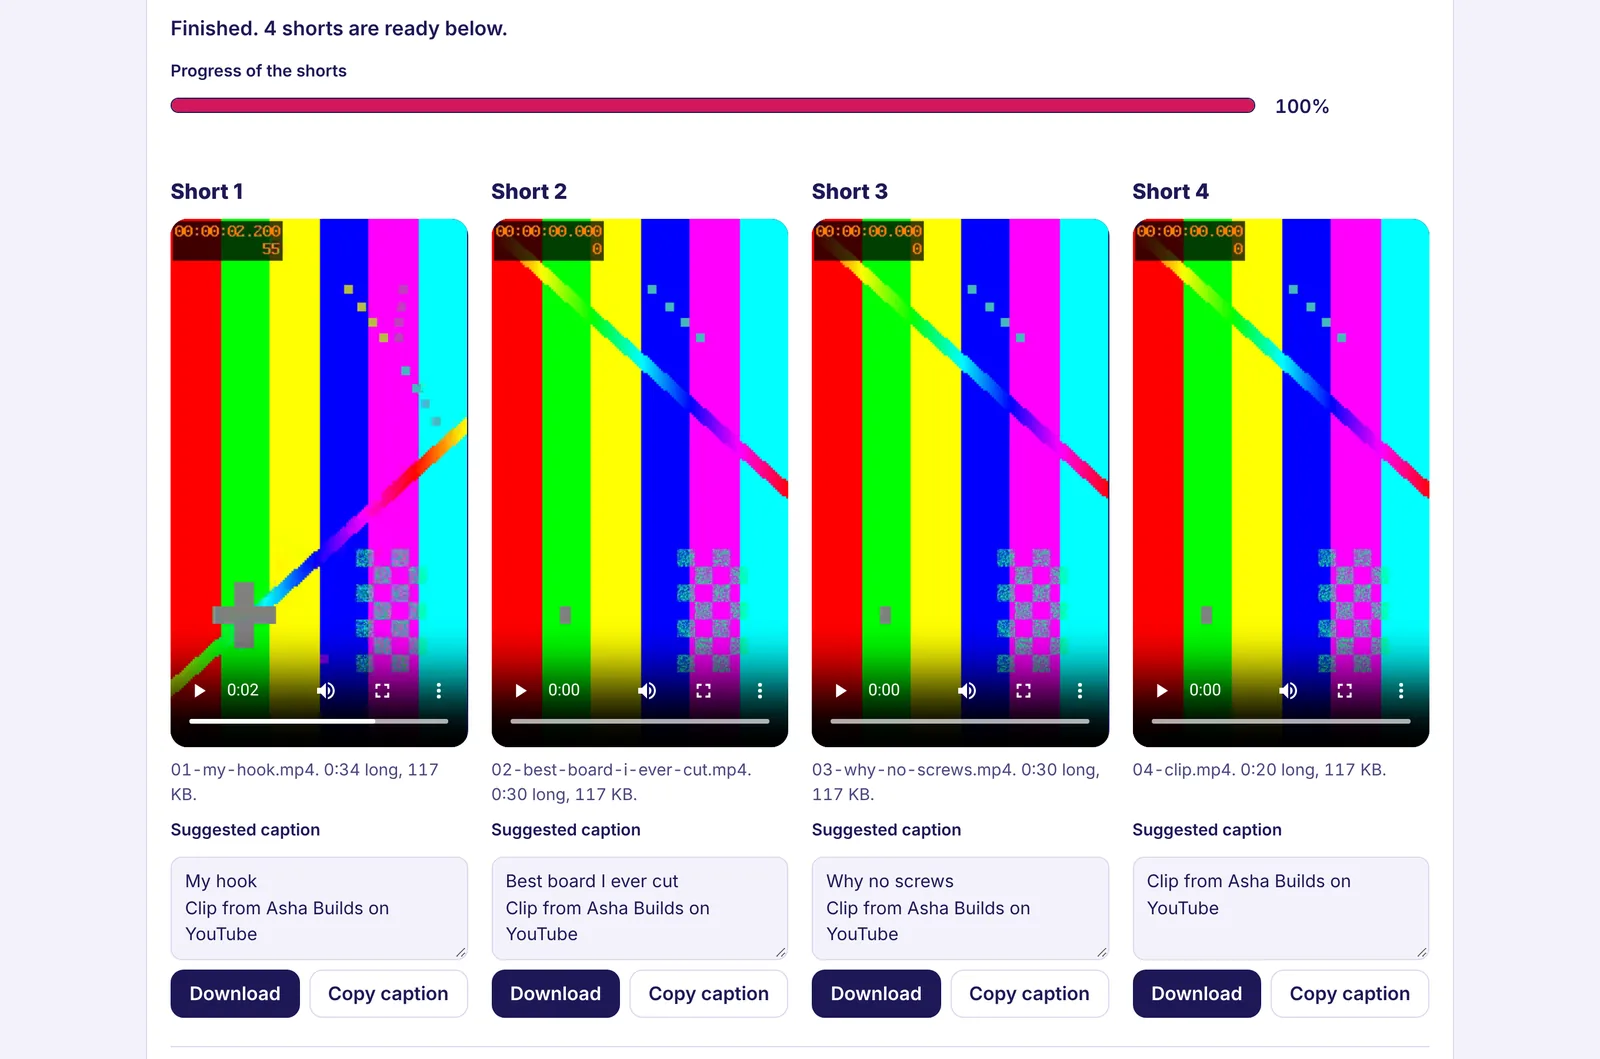 Finished. 4 shorts are ready below.
Progress of the shorts
100%
Short 1
00:00:02.200
55
0:02
01-my-hook.mp4. 0:34 long, 117
KB.
Suggested caption
My hook
Clip from Asha Builds on
YouTube
Download
Copy caption
Short 2
00:00:00.000
0
0:00
02-best-board-i-ever-cut.mp4.
0:30 long, 117 KB.
Suggested caption
Best board I ever cut
Clip from Asha Builds on
YouTube
Download
Copy caption
Short 3
00:00:00.000
0
0:00
03-why-no-screws.mp4. 0:30 long,
117 KB.
Suggested caption
Why no screws
Clip from Asha Builds on
YouTube
Download
Copy caption
Short 4
00:00:00.000
0
0:00
04-clip.mp4. 0:20 long, 117 KB.
Suggested caption
Clip from Asha Builds on
YouTube
Download
Copy caption